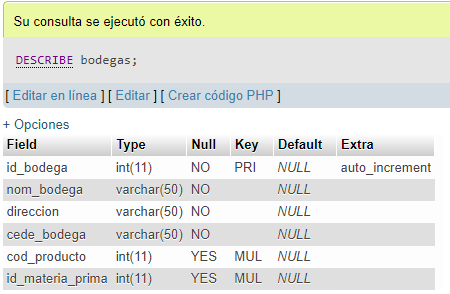 Su consulta se ejecutó con éxito.
DESCRIBE bodegas;
[ Editar en línea ] [ Editar ] [ Crear código PHP ]
+ Opciones
Field Type Null Key Default Extra
id_bodega int(11) NO PRI NULL auto_increment
nom_bodega varchar(50) NO NULL
direccion varchar(50) NO NULL
cede_bodega varchar(50) NO NULL
cod_producto int(11) YES MUL NULL
id_materia_prima int(11) YES MUL NULL